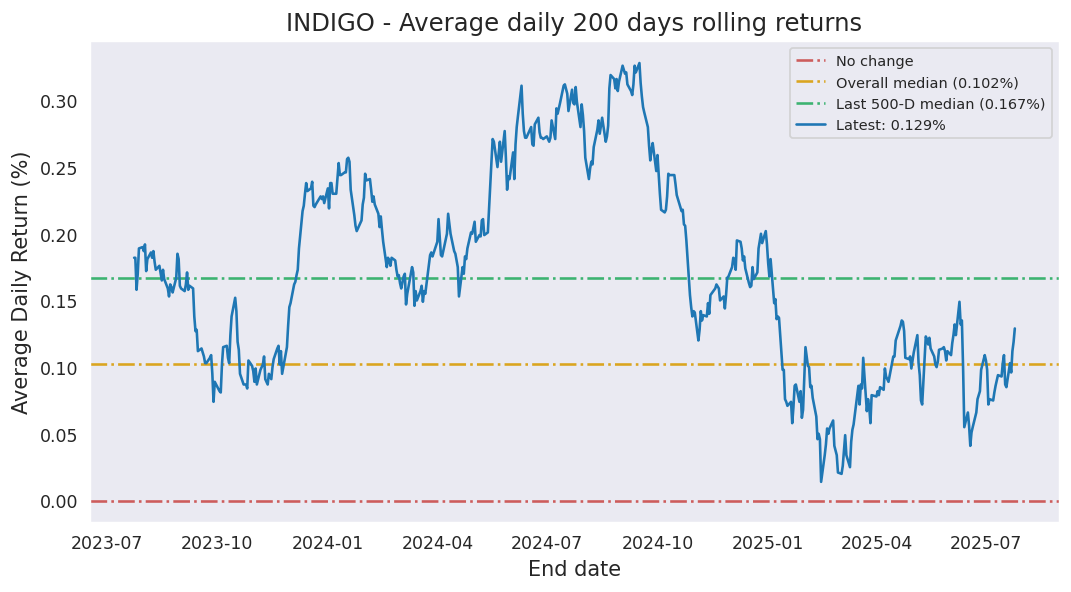 INDIGO - Average daily 200 days rolling returns
No change
Overall median (0.102%)
Last 500-D median (0.167%)
Latest: 0.129%
Average Daily Return (%)
0.30
0.25
0.20
0.15
0.10
0.05
0.00
2023-07 2023-10 2024-01 2024-04 2024-07 2024-10 2025-01 2025-04 2025-07
End date